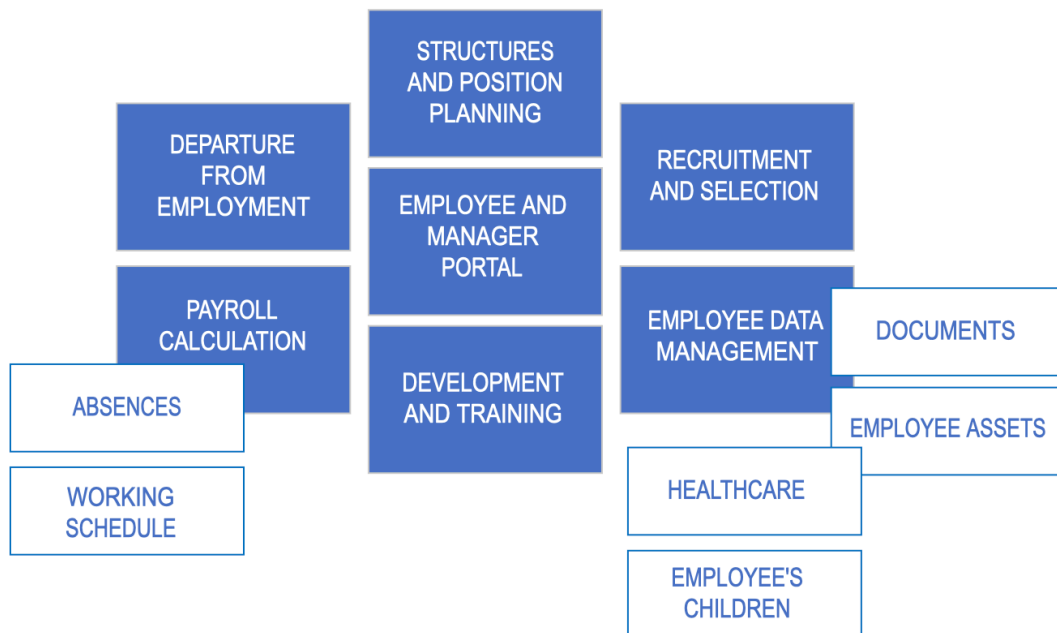 STRUCTURES
AND POSITION
PLANNING
DEPARTURE
FROM
EMPLOYMENT
RECRUITMENT
AND SELECTION
EMPLOYEE AND
MANAGER
PORTAL
PAYROLL
CALCULATION
EMPLOYEE DATA
MANAGEMENT
DOCUMENTS
DEVELOPMENT
AND TRAINING
ABSENCES
EMPLOYEE ASSETS
WORKING
SCHEDULE
HEALTHCARE
EMPLOYEE'S
CHILDREN